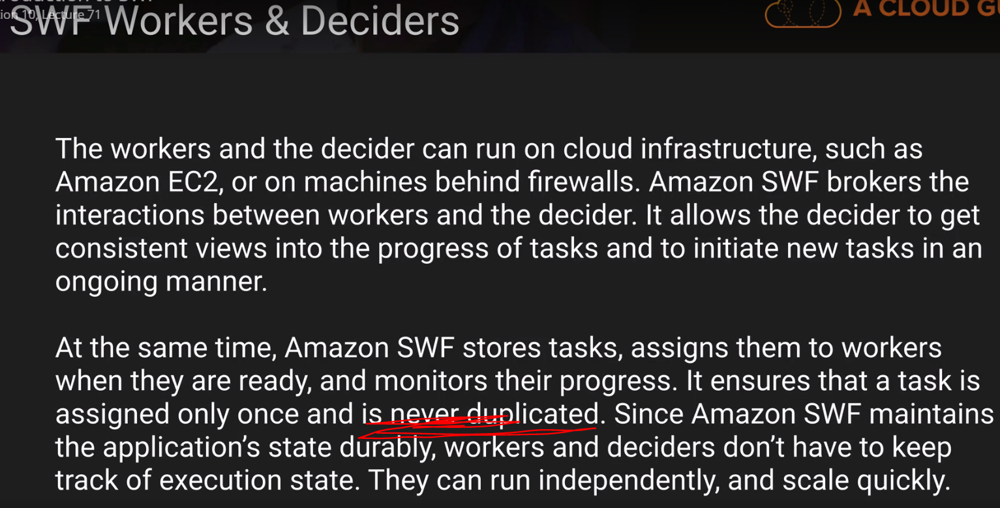 Introduction to SWF
tion 10, Lecture 71
SWF Workers & Deciders
A CLOUD GU
The workers and the decider can run on cloud infrastructure, such as
Amazon EC2, or on machines behind firewalls. Amazon SWF brokers the
interactions between workers and the decider. It allows the decider to get
consistent views into the progress of tasks and to initiate new tasks in an
ongoing manner.
At the same time, Amazon SWF stores tasks, assigns them to workers
when they are ready, and monitors their progress. It ensures that a task is
assigned only once and is never duplicated. Since Amazon SWF maintains
the application’s state durably, workers and deciders don’t have to keep
track of execution state. They can run independently, and scale quickly.